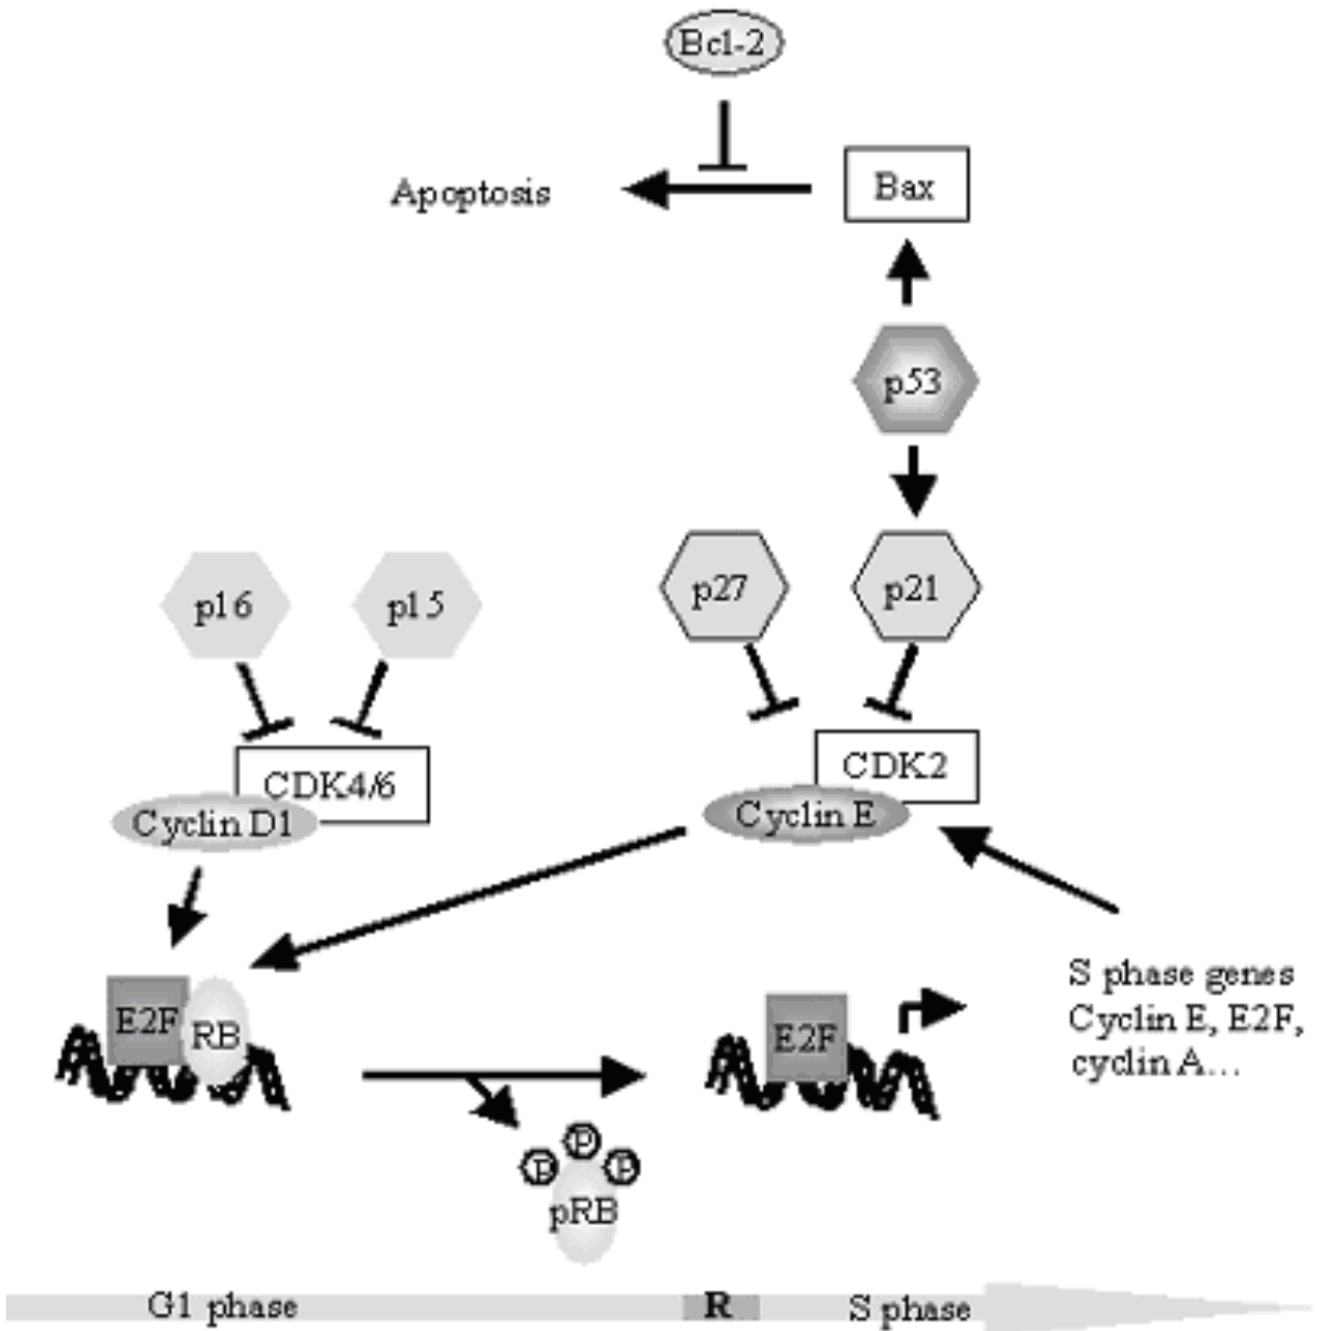 Bcl-2
Apoptosis
Bax
p53
p16
p15
p27
p21
CDK4/6
Cyclin D1
CDK2
Cyclin E
E2F
RB
E2F
S phase genes
Cyclin E, E2F,
cyclin A...
P
P
P
pRB
G1 phase
R
S phase